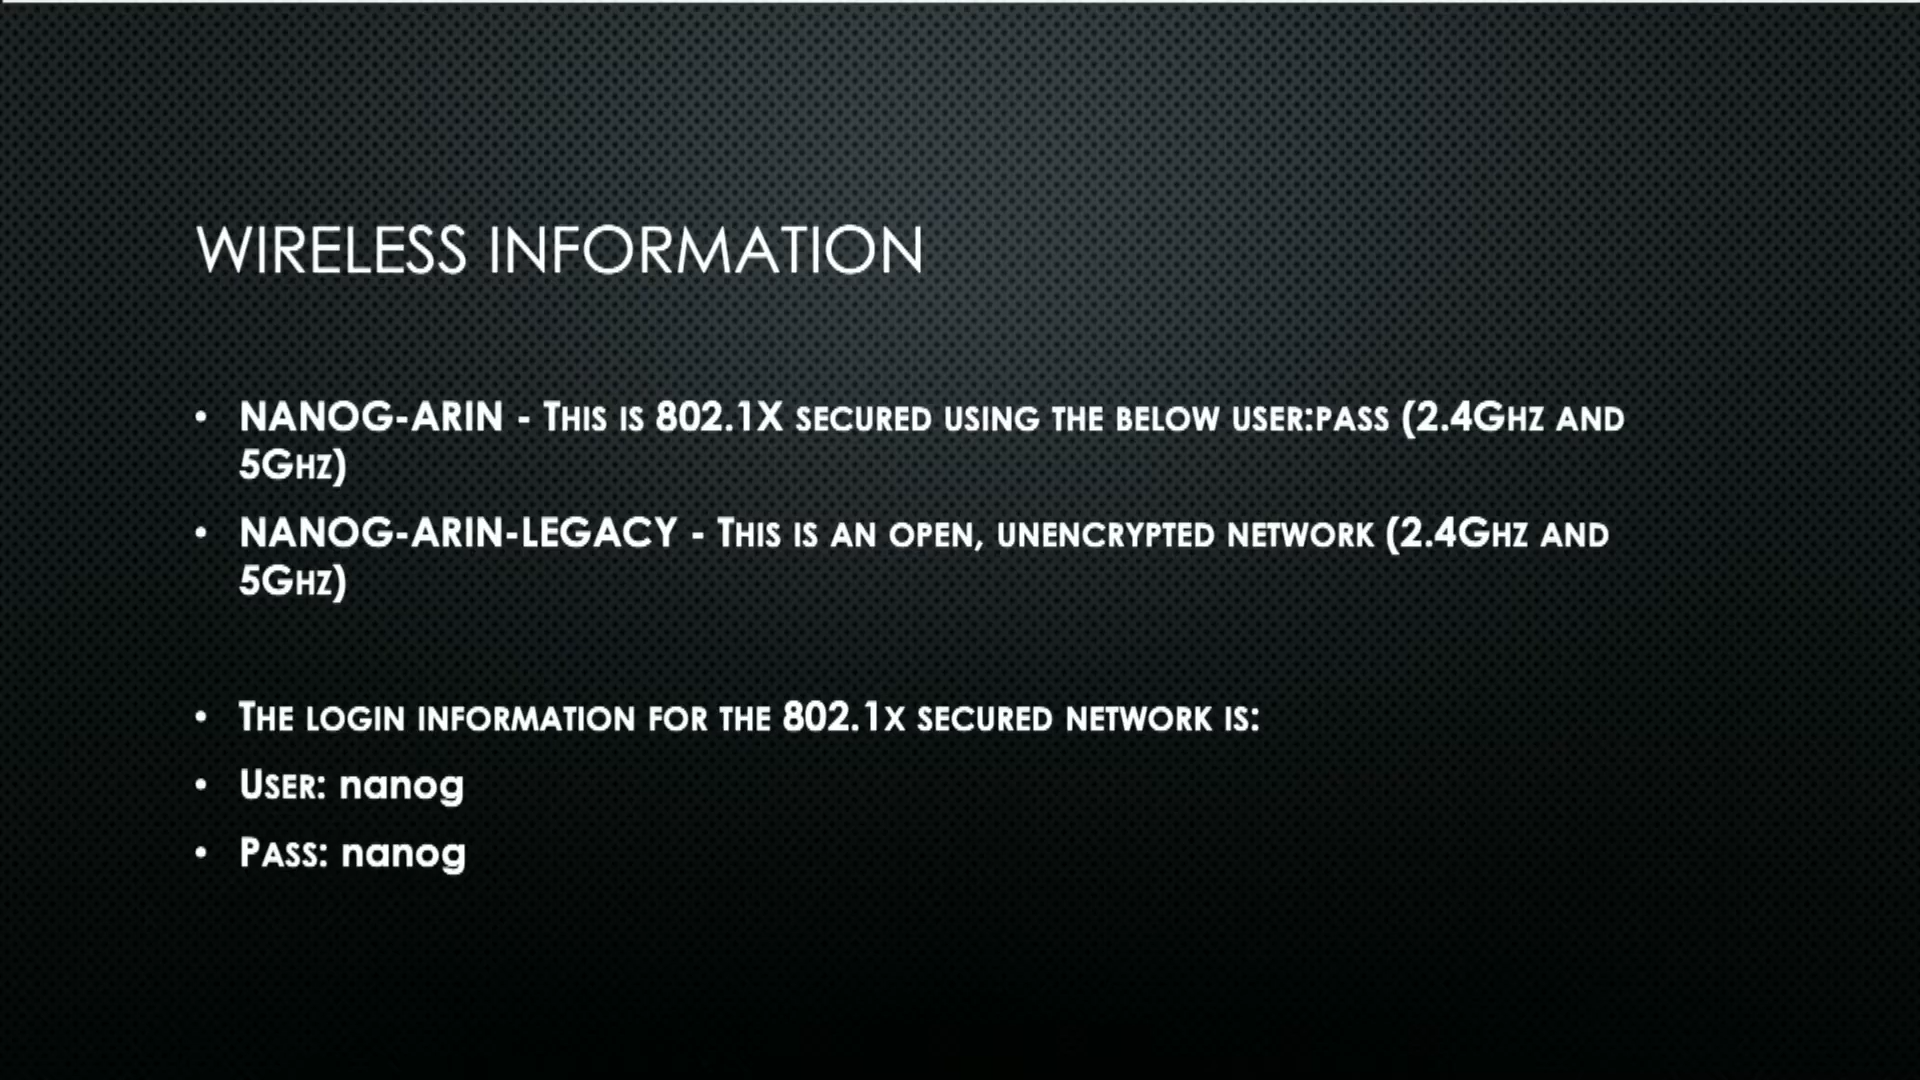 WIRELESS INFORMATION
• NANOG-ARIN - This is 802.1X secured using the below user:pass (2.4Ghz and
5Ghz)
• NANOG-ARIN-LEGACY - This is an open, unencrypted network (2.4Ghz and
5Ghz)
• The login information for the 802.1x secured network is:
• User: nanog
• Pass: nanog